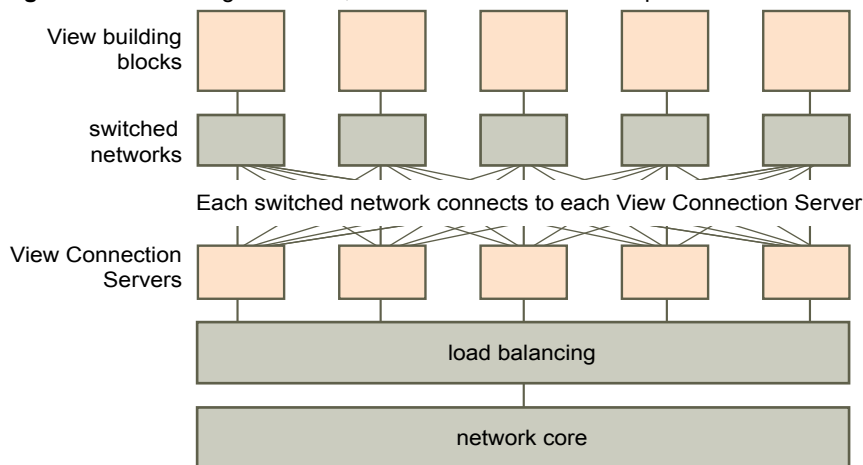 View building
blocks
switched
networks
Each switched network connects to each View Connection Server
View Connection
Servers
load balancing
network core